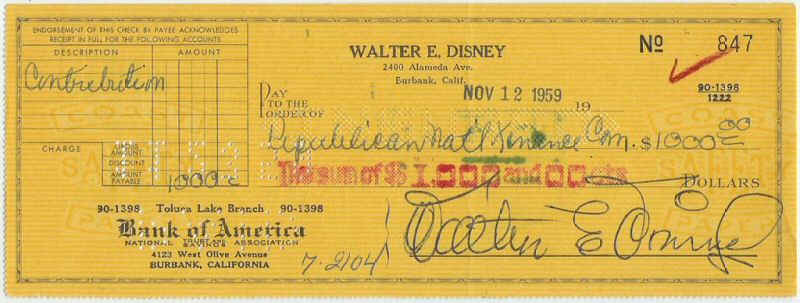 ENDORSEMENT OF THIS CHECK BY PAYEE ACKNOWLEDGES
RECEIPT IN FULL FOR THE FOLLOWING ACCOUNTS
DESCRIPTION AMOUNT
Contribution
CHARGE
AMOUNT
DISCOUNT
AMOUNT
PAYABLE
1000
WALTER E. DISNEY
2400 Alameda Ave.
Burbank, Calif.
No 847
90-1398
1222
NOV 12 1959 19
PAY
TO THE
ORDER OF
Republican Nat'l Finance Com. $1000 00
The sum of $ 1,000 and 00 cts
DOLLARS
90-1398 Toluca Lake Branch 90-1398
Bank of America
NATIONAL TRUST AND SAVINGS ASSOCIATION
4123 West Olive Avenue
BURBANK, CALIFORNIA
7-2104
Walter E Disney